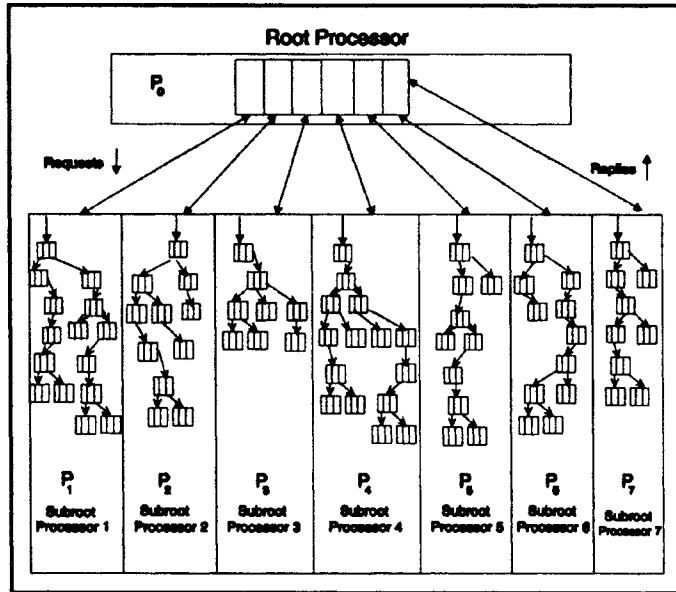 Root Processor
P0
Requests
Replies
P1
Subroot
Processor 1
P2
Subroot
Processor 2
P3
Subroot
Processor 3
P4
Subroot
Processor 4
P5
Subroot
Processor 5
P6
Subroot
Processor 6
P7
Subroot
Processor 7